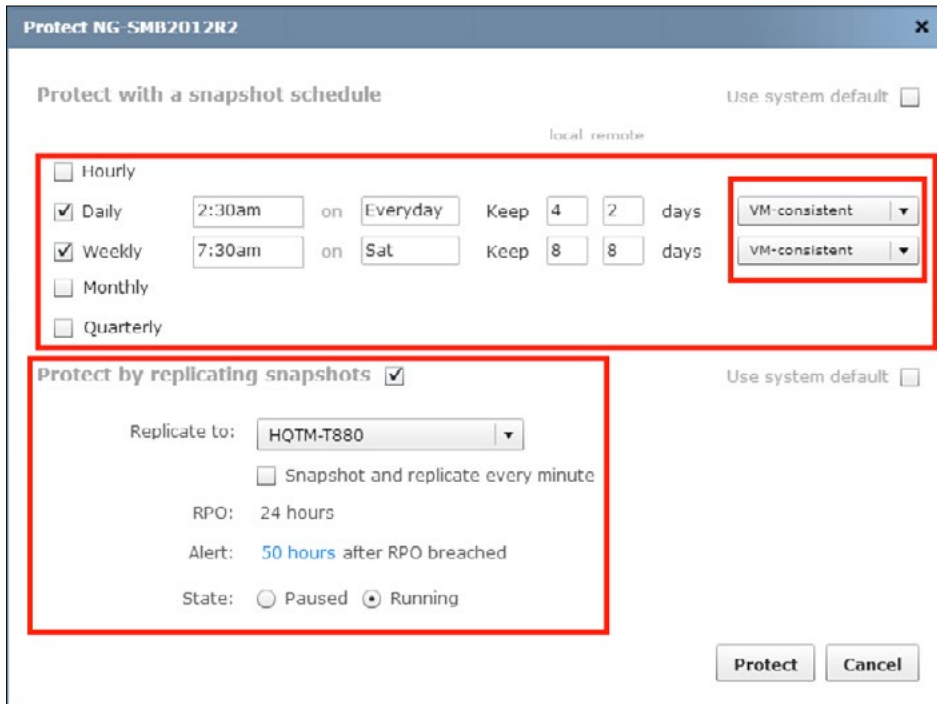 Protect NG-SMB2012R2
Protect with a snapshot schedule Use system default
local remote
Hourly
Daily 2:30am on Everyday Keep 4 2 days VM-consistent
Weekly 7:30am on Sat Keep 8 8 days VM-consistent
Monthly
Quarterly
Protect by replicating snapshots Use system default
Replicate to: HQTM-T880
Snapshot and replicate every minute
RPO: 24 hours
Alert: 50 hours after RPO breached
State: Paused Running
Protect Cancel